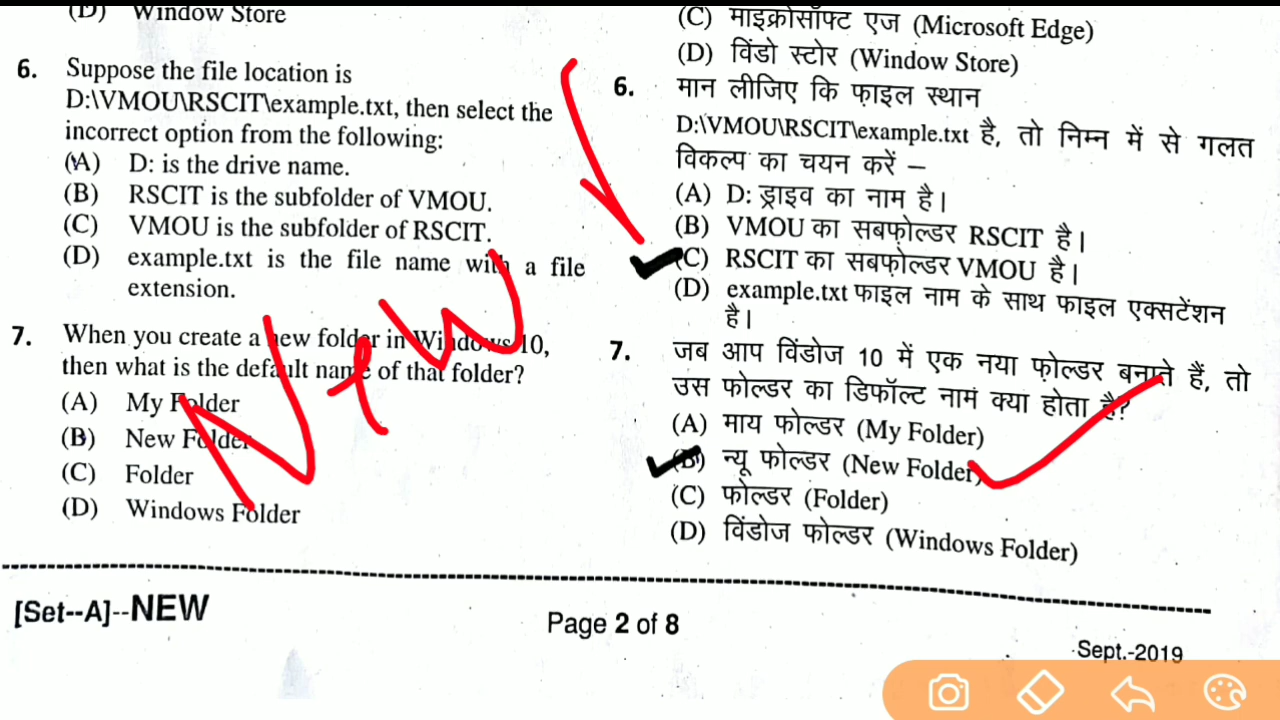 (D) Window Store
6. Suppose the file location is
D:\VMOU\RSCIT\example.txt, then select the
incorrect option from the following:
(A) D: is the drive name.
(B) RSCIT is the subfolder of VMOU.
(C) VMOU is the subfolder of RSCIT.
(D) example.txt is the file name with a file
extension.
7. When you create a new folder in Windows 10,
then what is the default name of that folder?
(A) My Folder
(B) New Folder
(C) Folder
(D) Windows Folder
New
(C) माइक्रोसॉफ्ट एज (Microsoft Edge)
(D) विंडो स्टोर (Window Store)
6. मान लीजिए कि फ़ाइल स्थान
D:\VMOU\RSCIT\example.txt है, तो निम्न में से गलत
विकल्प का चयन करें –
(A) D: ड्राइव का नाम है।
(B) VMOU का सबफ़ोल्डर RSCIT है।
(C) RSCIT का सबफोल्डर VMOU है।
(D) example.txt फाइल नाम के साथ फाइल एक्सटेंशन
है।
7. जब आप विंडोज 10 में एक नया फ़ोल्डर बनाते हैं, तो
उस फोल्डर का डिफॉल्ट नाम क्या होता है?
(A) माय फोल्डर (My Folder)
(B) न्यू फोल्डर (New Folder)
(C) फोल्डर (Folder)
(D) विंडोज फोल्डर (Windows Folder)
[Set--A]--NEW
Page 2 of 8
Sept.-2019